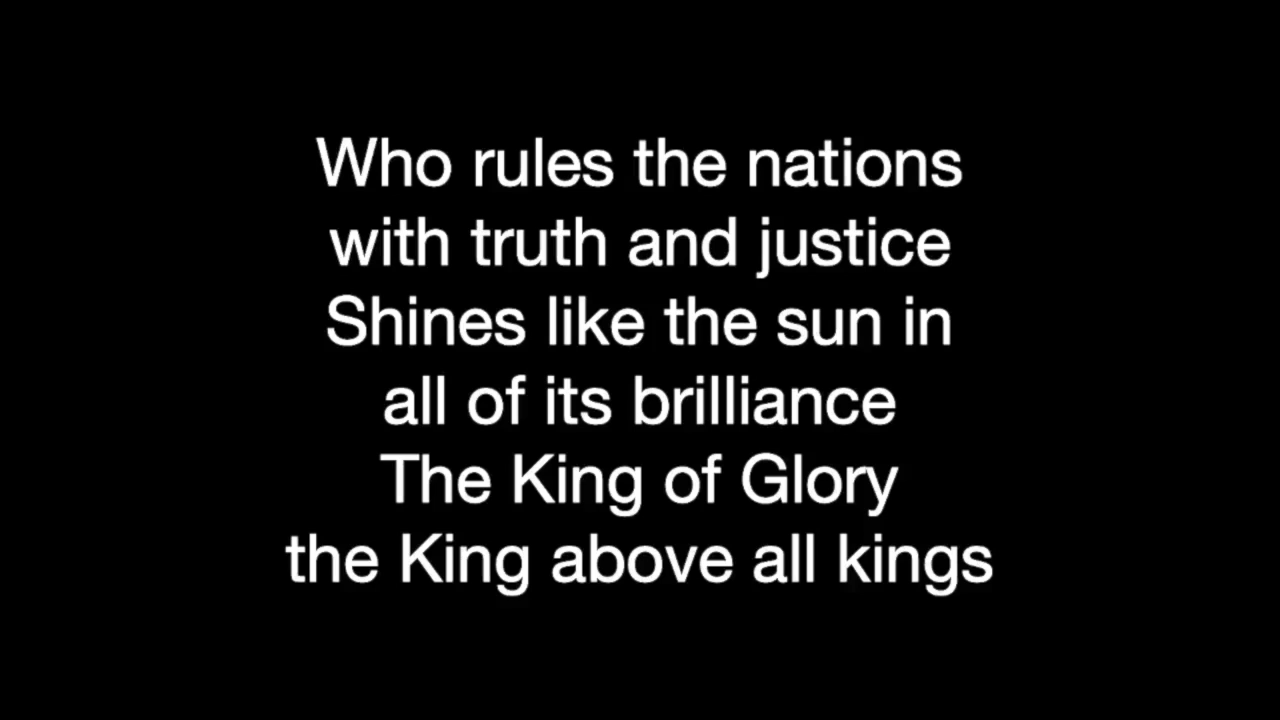 Who rules the nations
with truth and justice
Shines like the sun in
all of its brilliance
The King of Glory
the King above all kings